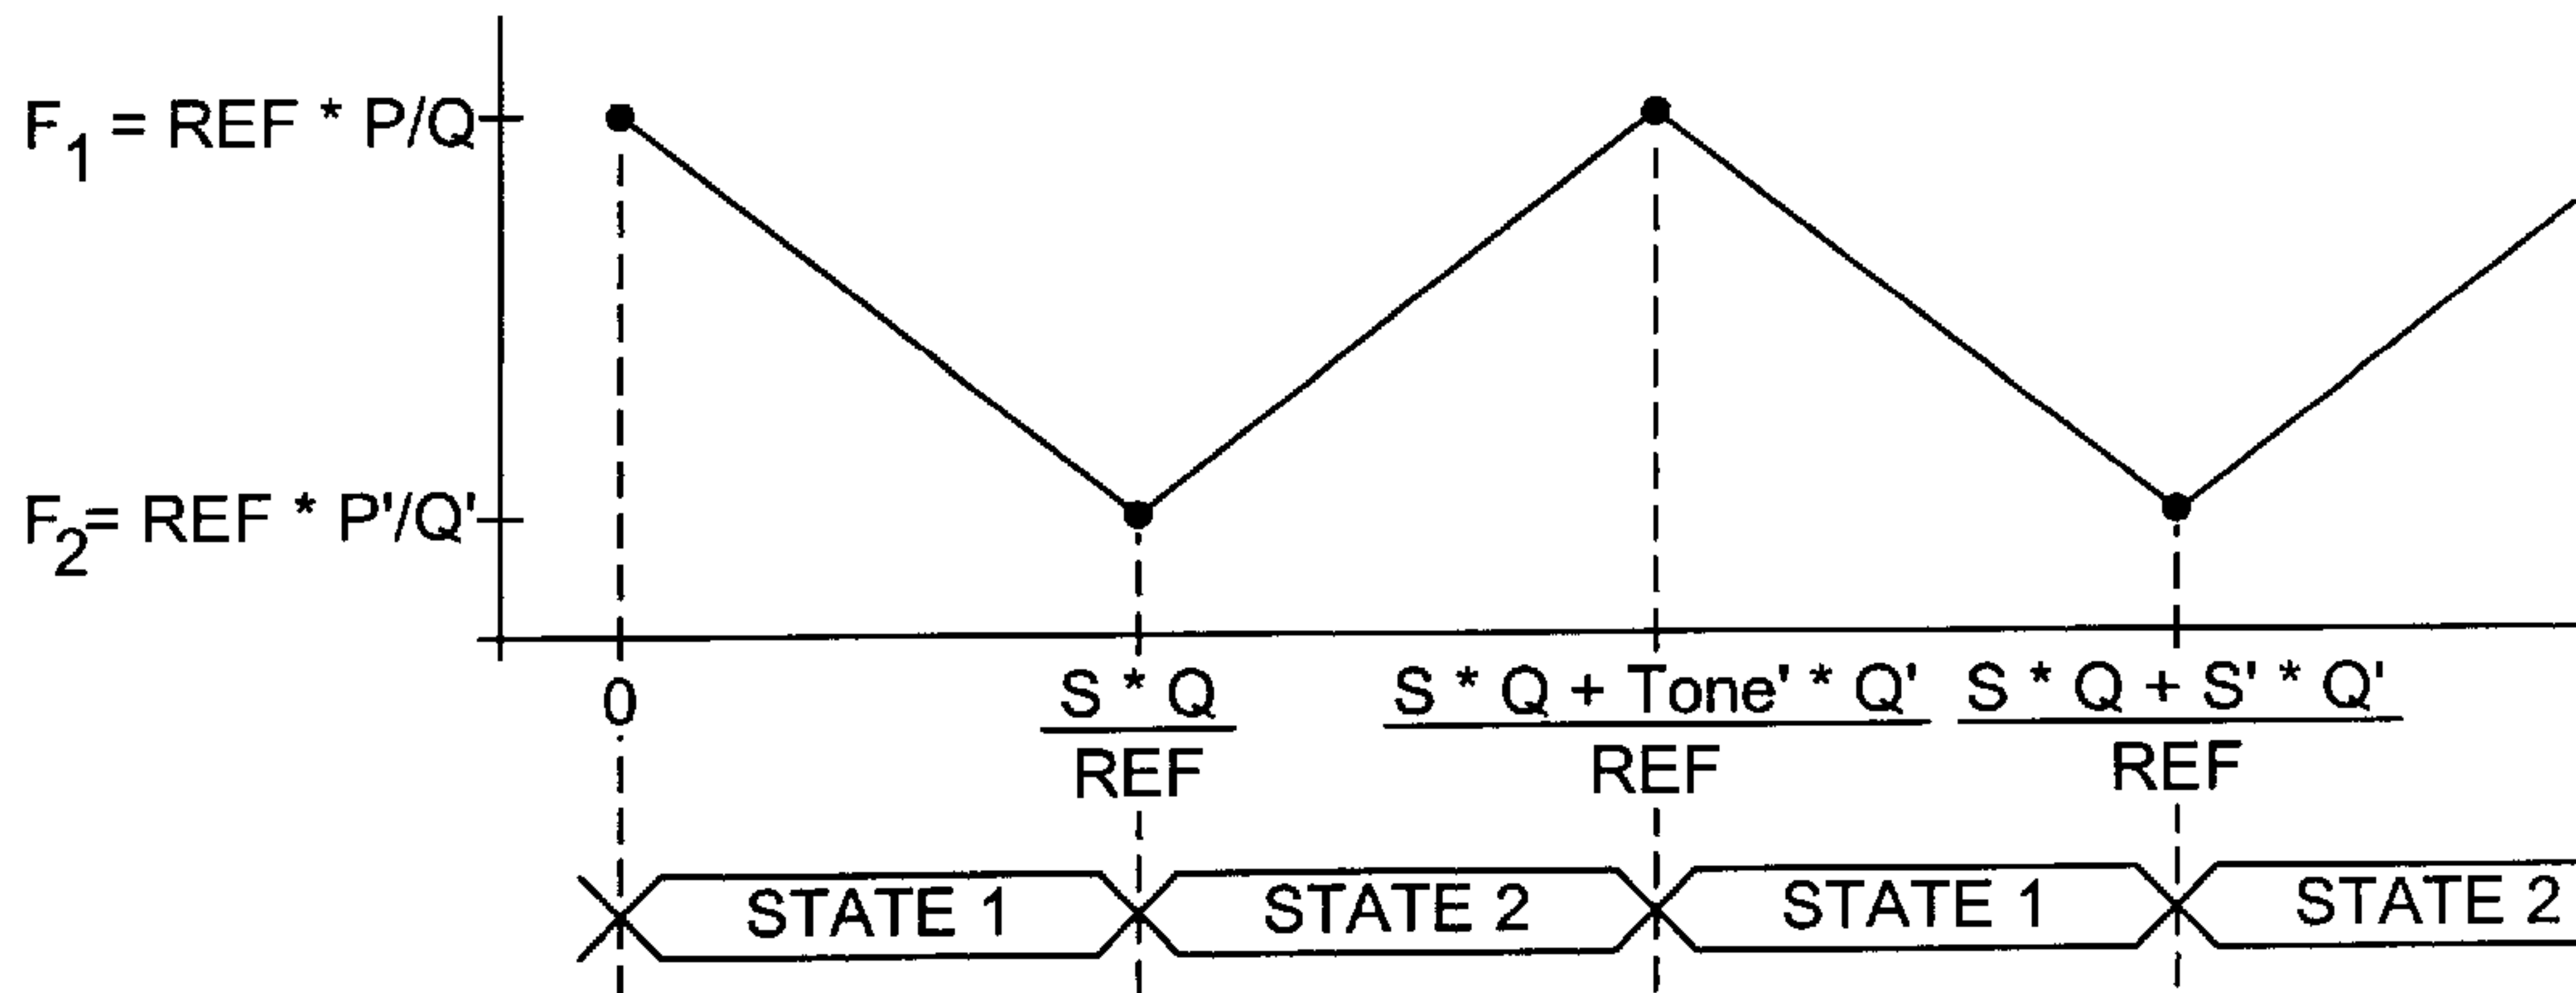 F₁ = REF * P/Q
F₂= REF * P'/Q'
0
S * Q
REF
S * Q + Tone' * Q'
REF
S * Q + S' * Q'
REF
STATE 1
STATE 2
STATE 1
STATE 2